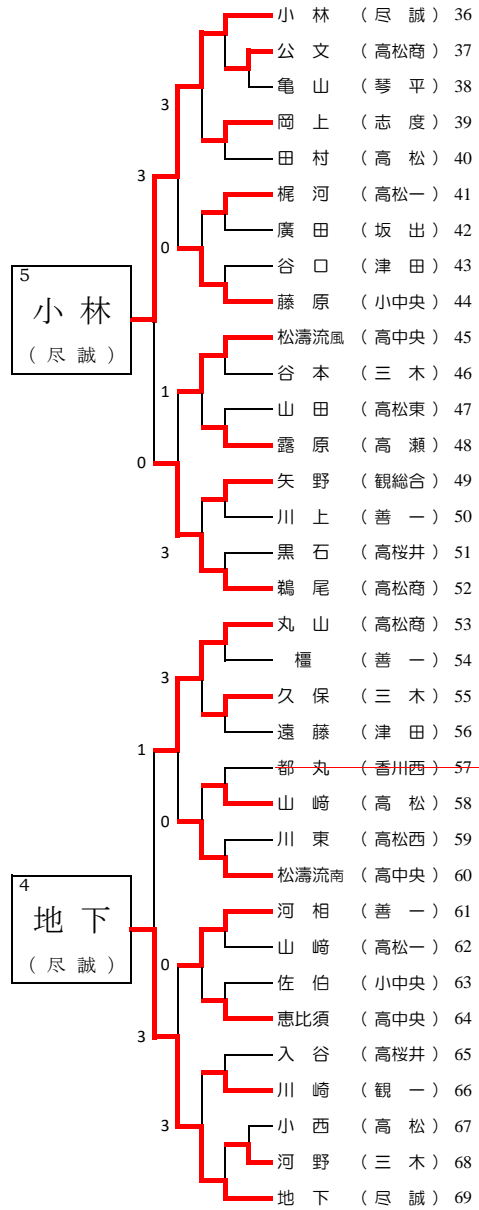 小林 （尽誠） 36
公文 （高松商） 37
亀山 （琴平） 38
3
岡上 （志度） 39
田村 （高松） 40
3
梶河 （高松一） 41
廣田 （坂出） 42
0
谷口 （津田） 43
5
小林
（尽誠）
藤原 （小中央） 44
松濤流風 （高中央） 45
谷本 （三木） 46
1
山田 （高松東） 47
露原 （高瀬） 48
0
矢野 （観総合） 49
川上 （善一） 50
3
黒石 （高桜井） 51
鵜尾 （高松商） 52
丸山 （高松商） 53
橿 （善一） 54
3
久保 （三木） 55
遠藤 （津田） 56
1
都丸 （香川西） 57
山﨑 （高松） 58
0
川東 （高松西） 59
松濤流南 （高中央） 60
4
地下
（尽誠）
河相 （善一） 61
山﨑 （高松一） 62
0
佐伯 （小中央） 63
恵比須 （高中央） 64
3
入谷 （高桜井） 65
川崎 （観一） 66
3
小西 （高松） 67
河野 （三木） 68
地下 （尽誠） 69